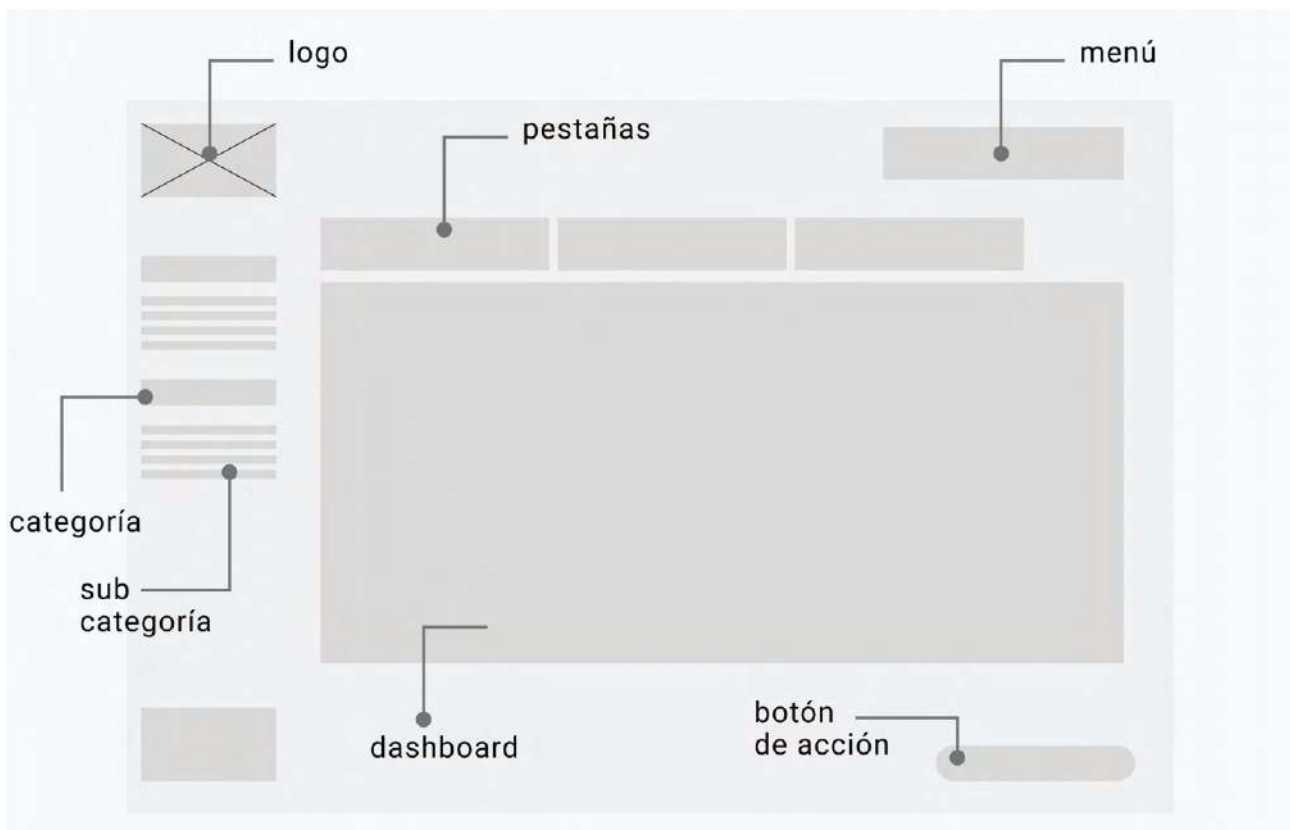 logo
menú
pestañas
categoría
sub
categoría
dashboard
botón
de acción